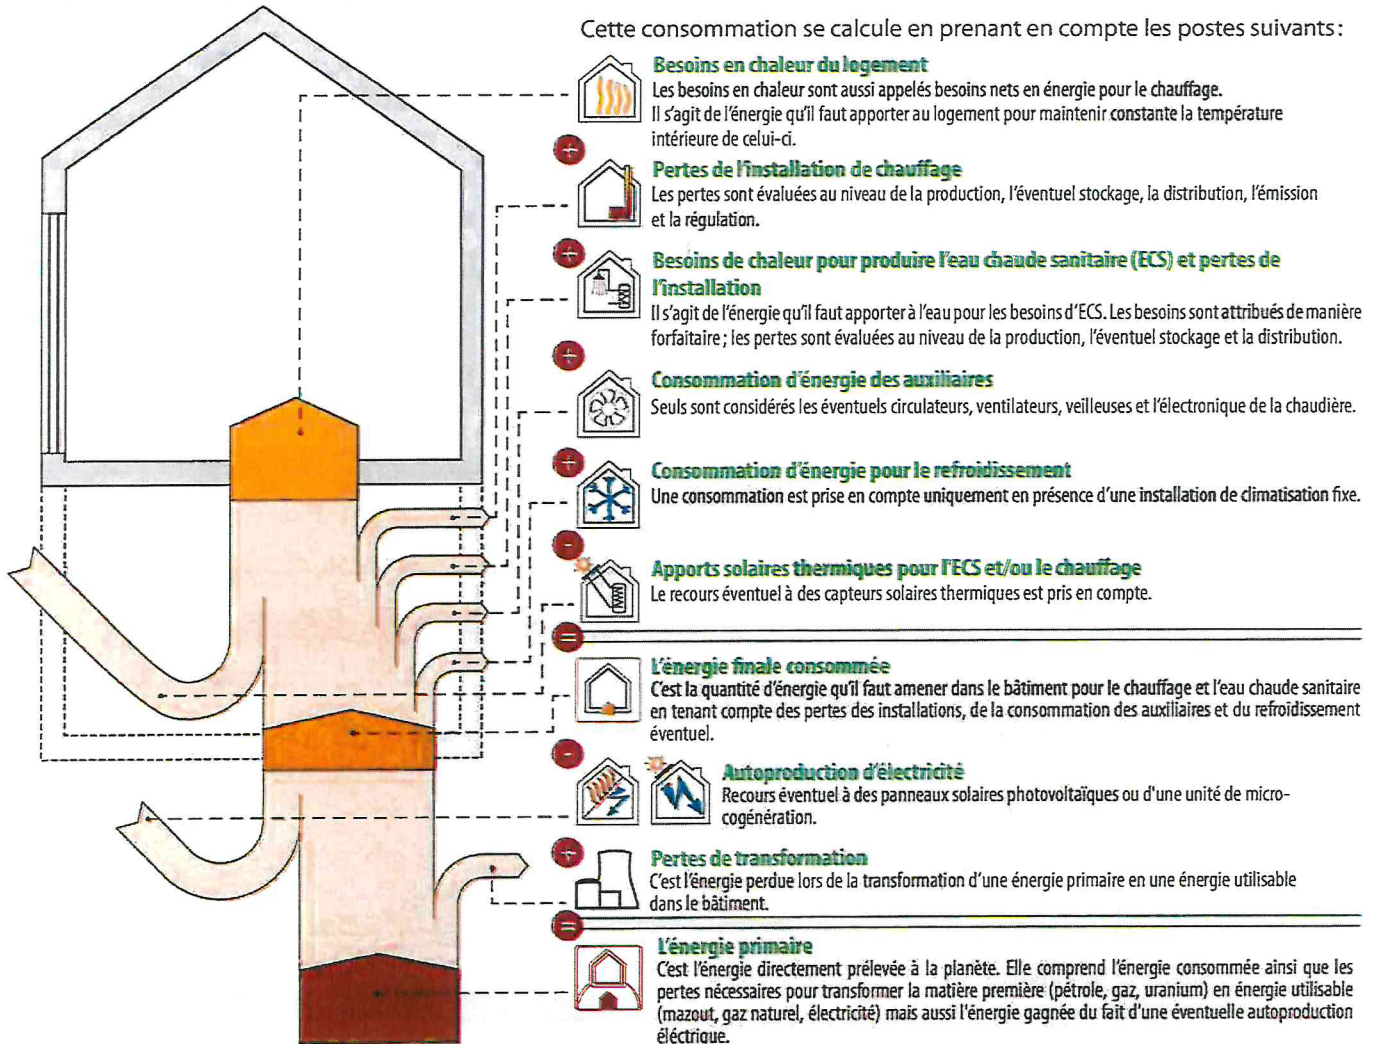 Cette consommation se calcule en prenant en compte les postes suivants:
Besoins en chaleur du logement
Les besoins en chaleur sont aussi appelés besoins nets en énergie pour le chauffage.
Il s'agit de l'énergie qu'il faut apporter au logement pour maintenir constante la température
intérieure de celui-ci.
+
Pertes de l'installation de chauffage
Les pertes sont évaluées au niveau de la production, l'éventuel stockage, la distribution, l'émission
et la régulation.
+
Besoins de chaleur pour produire l'eau chaude sanitaire (ECS) et pertes de
l'installation
Il s'agit de l'énergie qu'il faut apporter à l'eau pour les besoins d'ECS. Les besoins sont attribués de manière
forfaitaire; les pertes sont évaluées au niveau de la production, l'éventuel stockage et la distribution.
+
Consommation d'énergie des auxiliaires
Seuls sont considérés les éventuels circulateurs, ventilateurs, veilleuses et l'électronique de la chaudière.
+
Consommation d'énergie pour le refroidissement
Une consommation est prise en compte uniquement en présence d'une installation de climatisation fixe.
-
Apports solaires thermiques pour l'ECS et/ou le chauffage
Le recours éventuel à des capteurs solaires thermiques est pris en compte.
=
L'énergie finale consommée
C'est la quantité d'énergie qu'il faut amener dans le bâtiment pour le chauffage et l'eau chaude sanitaire
en tenant compte des pertes des installations, de la consommation des auxiliaires et du refroidissement
éventuel.
-
Autoproduction d'électricité
Recours éventuel à des panneaux solaires photovoltaïques ou d'une unité de micro-
cogénération.
+
Pertes de transformation
C'est l'énergie perdue lors de la transformation d'une énergie primaire en une énergie utilisable
dans le bâtiment.
=
L'énergie primaire
C'est l'énergie directement prélevée à la planète. Elle comprend l'énergie consommée ainsi que les
pertes nécessaires pour transformer la matière première (pétrole, gaz, uranium) en énergie utilisable
(mazout, gaz naturel, électricité) mais aussi l'énergie gagnée du fait d'une éventuelle autoproduction
éléctrique.